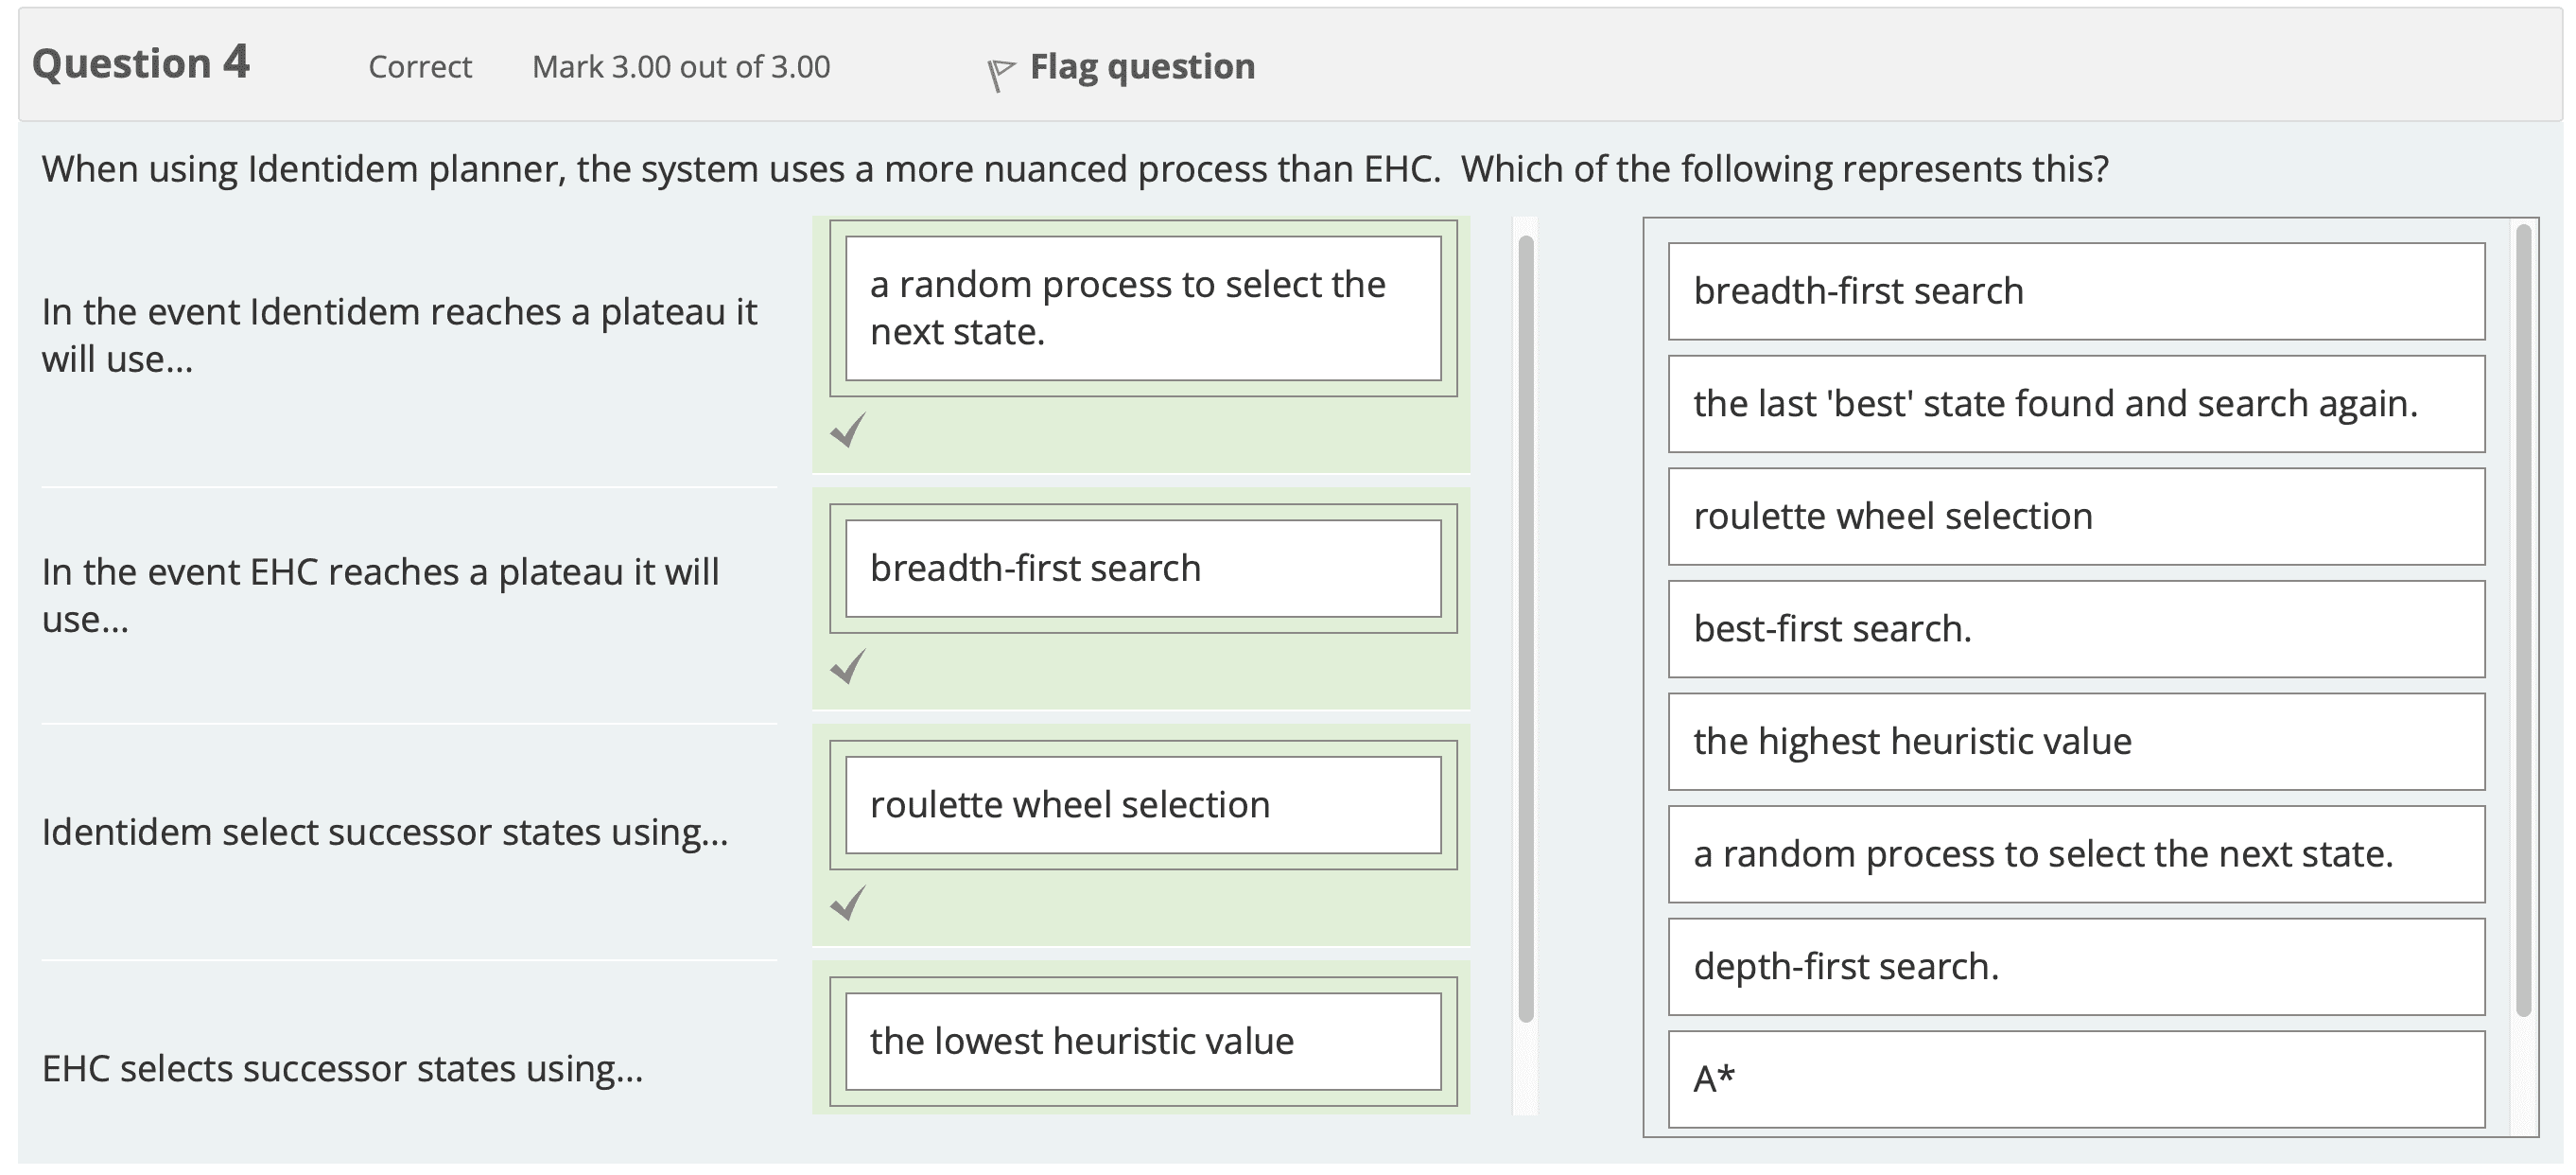 Question 4 Correct Mark 3.00 out of 3.00 Flag question
When using Identidem planner, the system uses a more nuanced process than EHC. Which of the following represents this?
In the event Identidem reaches a plateau it
will use...
a random process to select the
next state.
In the event EHC reaches a plateau it will
use...
breadth-first search
Identidem select successor states using...
roulette wheel selection
EHC selects successor states using...
the lowest heuristic value
breadth-first search
the last 'best' state found and search again.
roulette wheel selection
best-first search.
the highest heuristic value
a random process to select the next state.
depth-first search.
A*